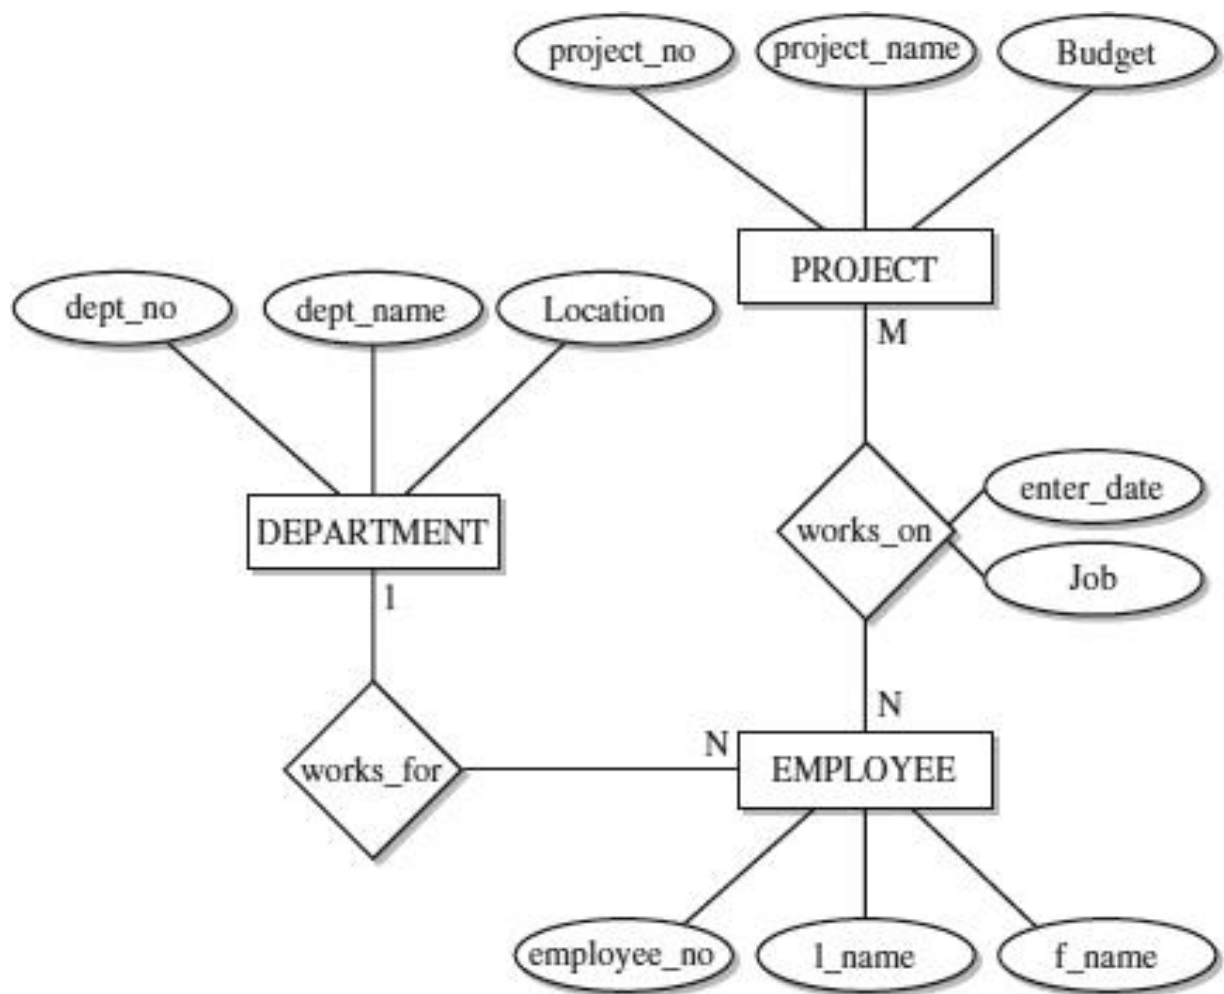 project_no
project_name
Budget
PROJECT
M
dept_no
dept_name
Location
DEPARTMENT
1
works_on
enter_date
Job
works_for
N
N
EMPLOYEE
employee_no
l_name
f_name